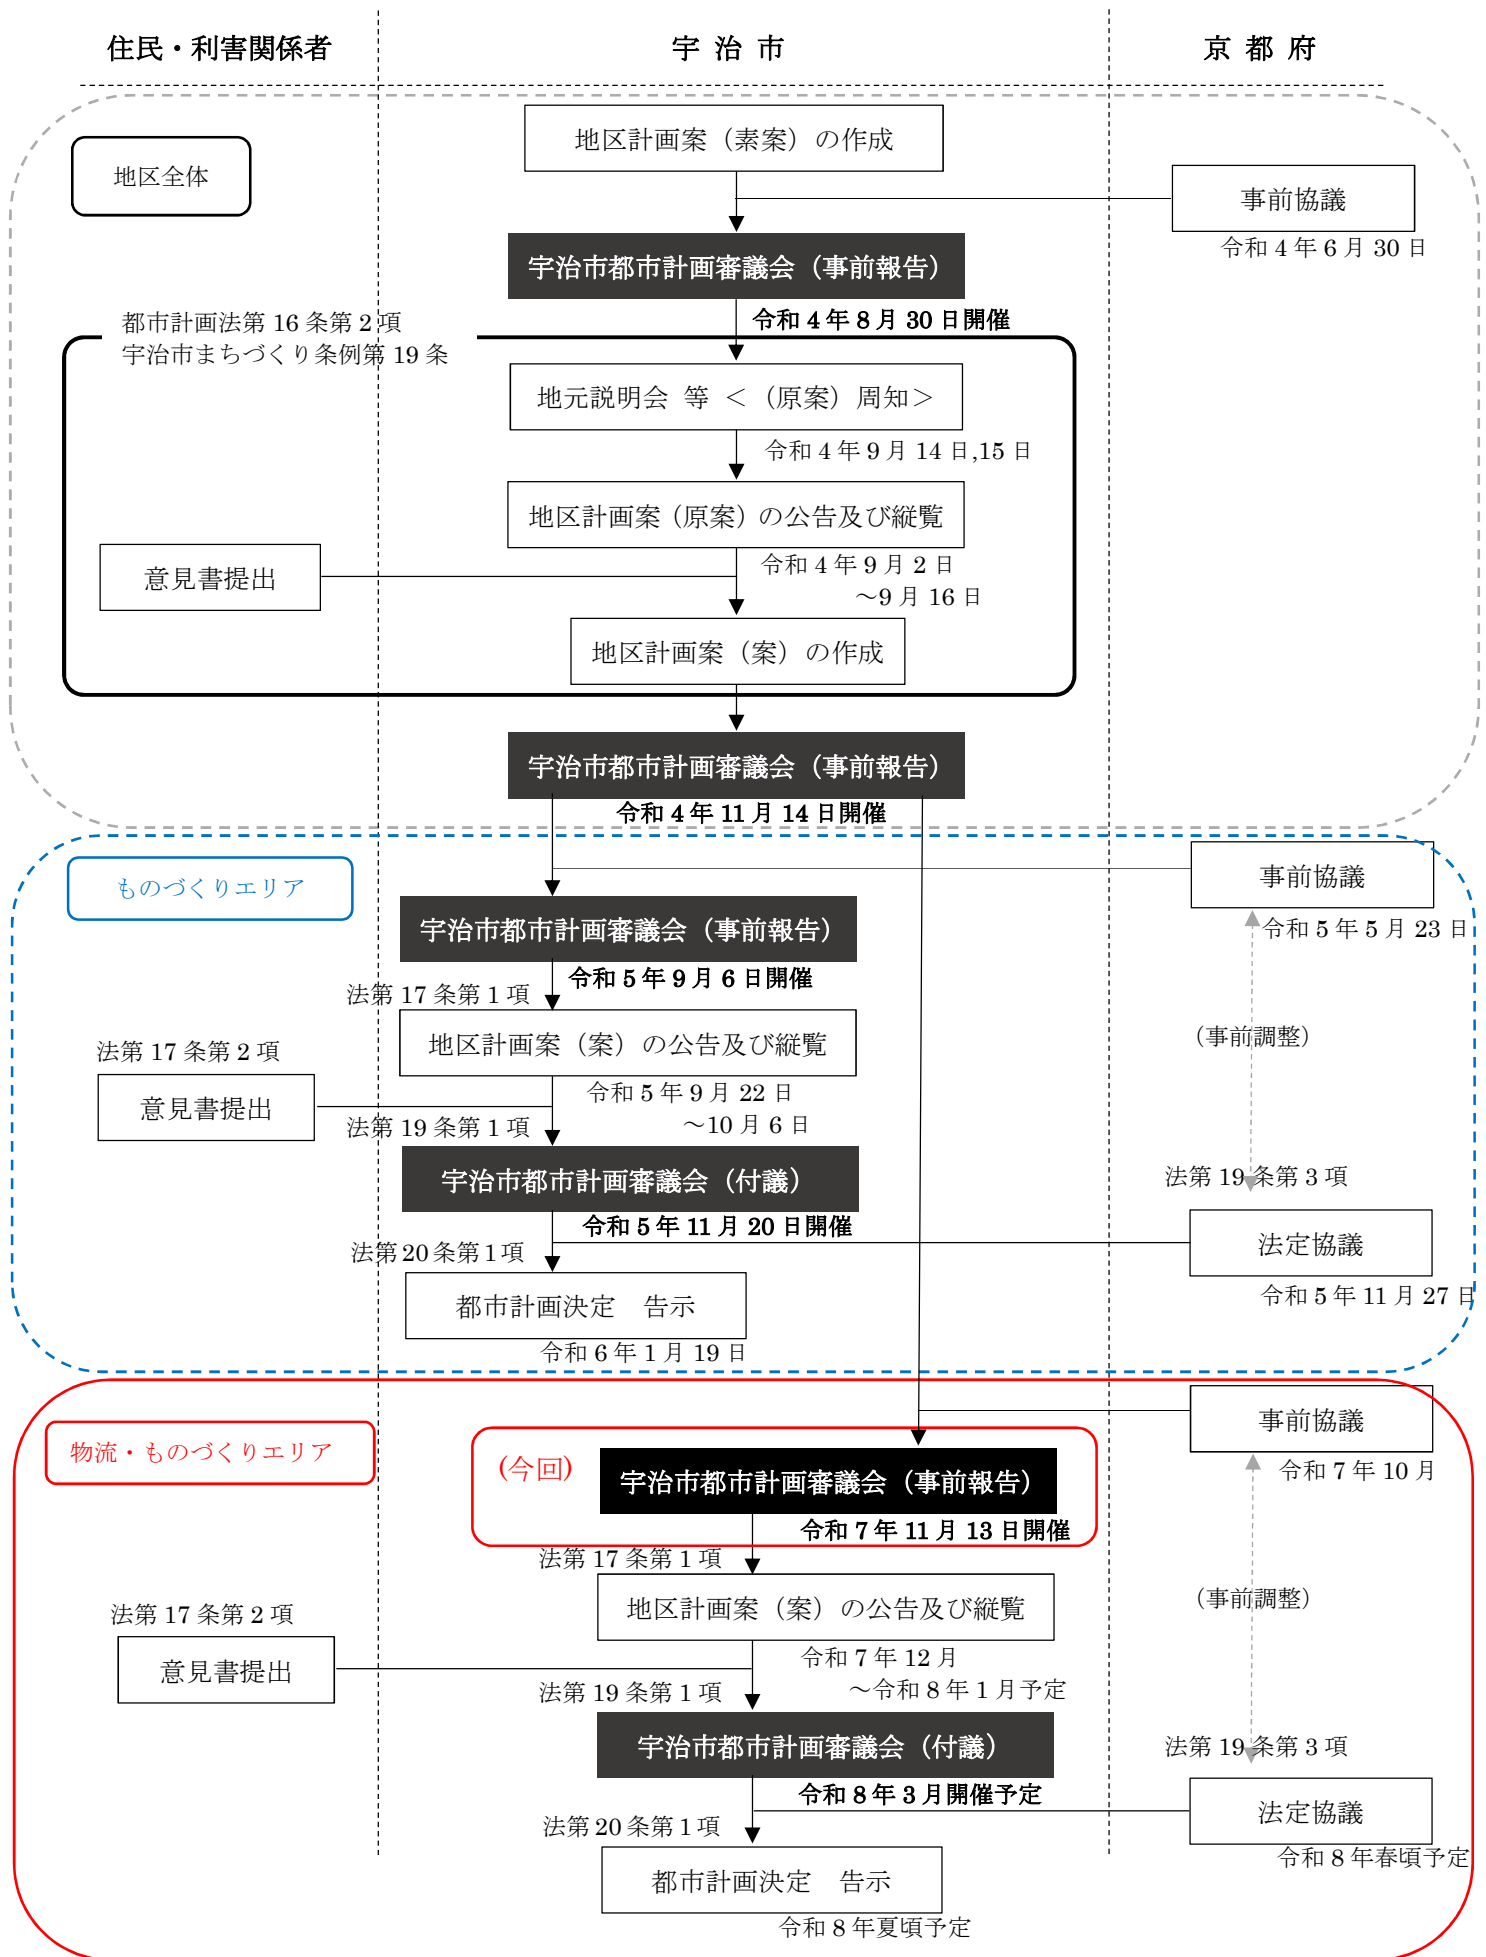 住民・利害関係者
宇 治 市
京 都 府
地区計画案（素案）の作成
地区全体
事前協議
令和 4 年 6 月 30 日
宇治市都市計画審議会（事前報告）
令和 4 年 8 月 30 日開催
都市計画法第 16 条第 2 項
宇治市まちづくり条例第 19 条
地元説明会 等 ＜（原案）周知＞
令和 4 年 9 月 14 日,15 日
地区計画案（原案）の公告及び縦覧
令和 4 年 9 月 2 日
～9 月 16 日
意見書提出
地区計画案（案）の作成
宇治市都市計画審議会（事前報告）
令和 4 年 11 月 14 日開催
ものづくりエリア
事前協議
令和 5 年 5 月 23 日
宇治市都市計画審議会（事前報告）
令和 5 年 9 月 6 日開催
法第 17 条第 1 項
地区計画案（案）の公告及び縦覧
（事前調整）
法第 17 条第 2 項
令和 5 年 9 月 22 日
～10 月 6 日
意見書提出
法第 19 条第 1 項
宇治市都市計画審議会（付議）
法第 19 条第 3 項
令和 5 年 11 月 20 日開催
法第 20 条第 1 項
法定協議
令和 5 年 11 月 27 日
都市計画決定　告示
令和 6 年 1 月 19 日
物流・ものづくりエリア
事前協議
令和 7 年 10 月
(今回)
宇治市都市計画審議会（事前報告）
令和 7 年 11 月 13 日開催
法第 17 条第 1 項
地区計画案（案）の公告及び縦覧
（事前調整）
法第 17 条第 2 項
令和 7 年 12 月
～令和 8 年 1 月予定
意見書提出
法第 19 条第 1 項
宇治市都市計画審議会（付議）
法第 19 条第 3 項
令和 8 年 3 月開催予定
法第 20 条第 1 項
法定協議
令和 8 年春頃予定
都市計画決定　告示
令和 8 年夏頃予定